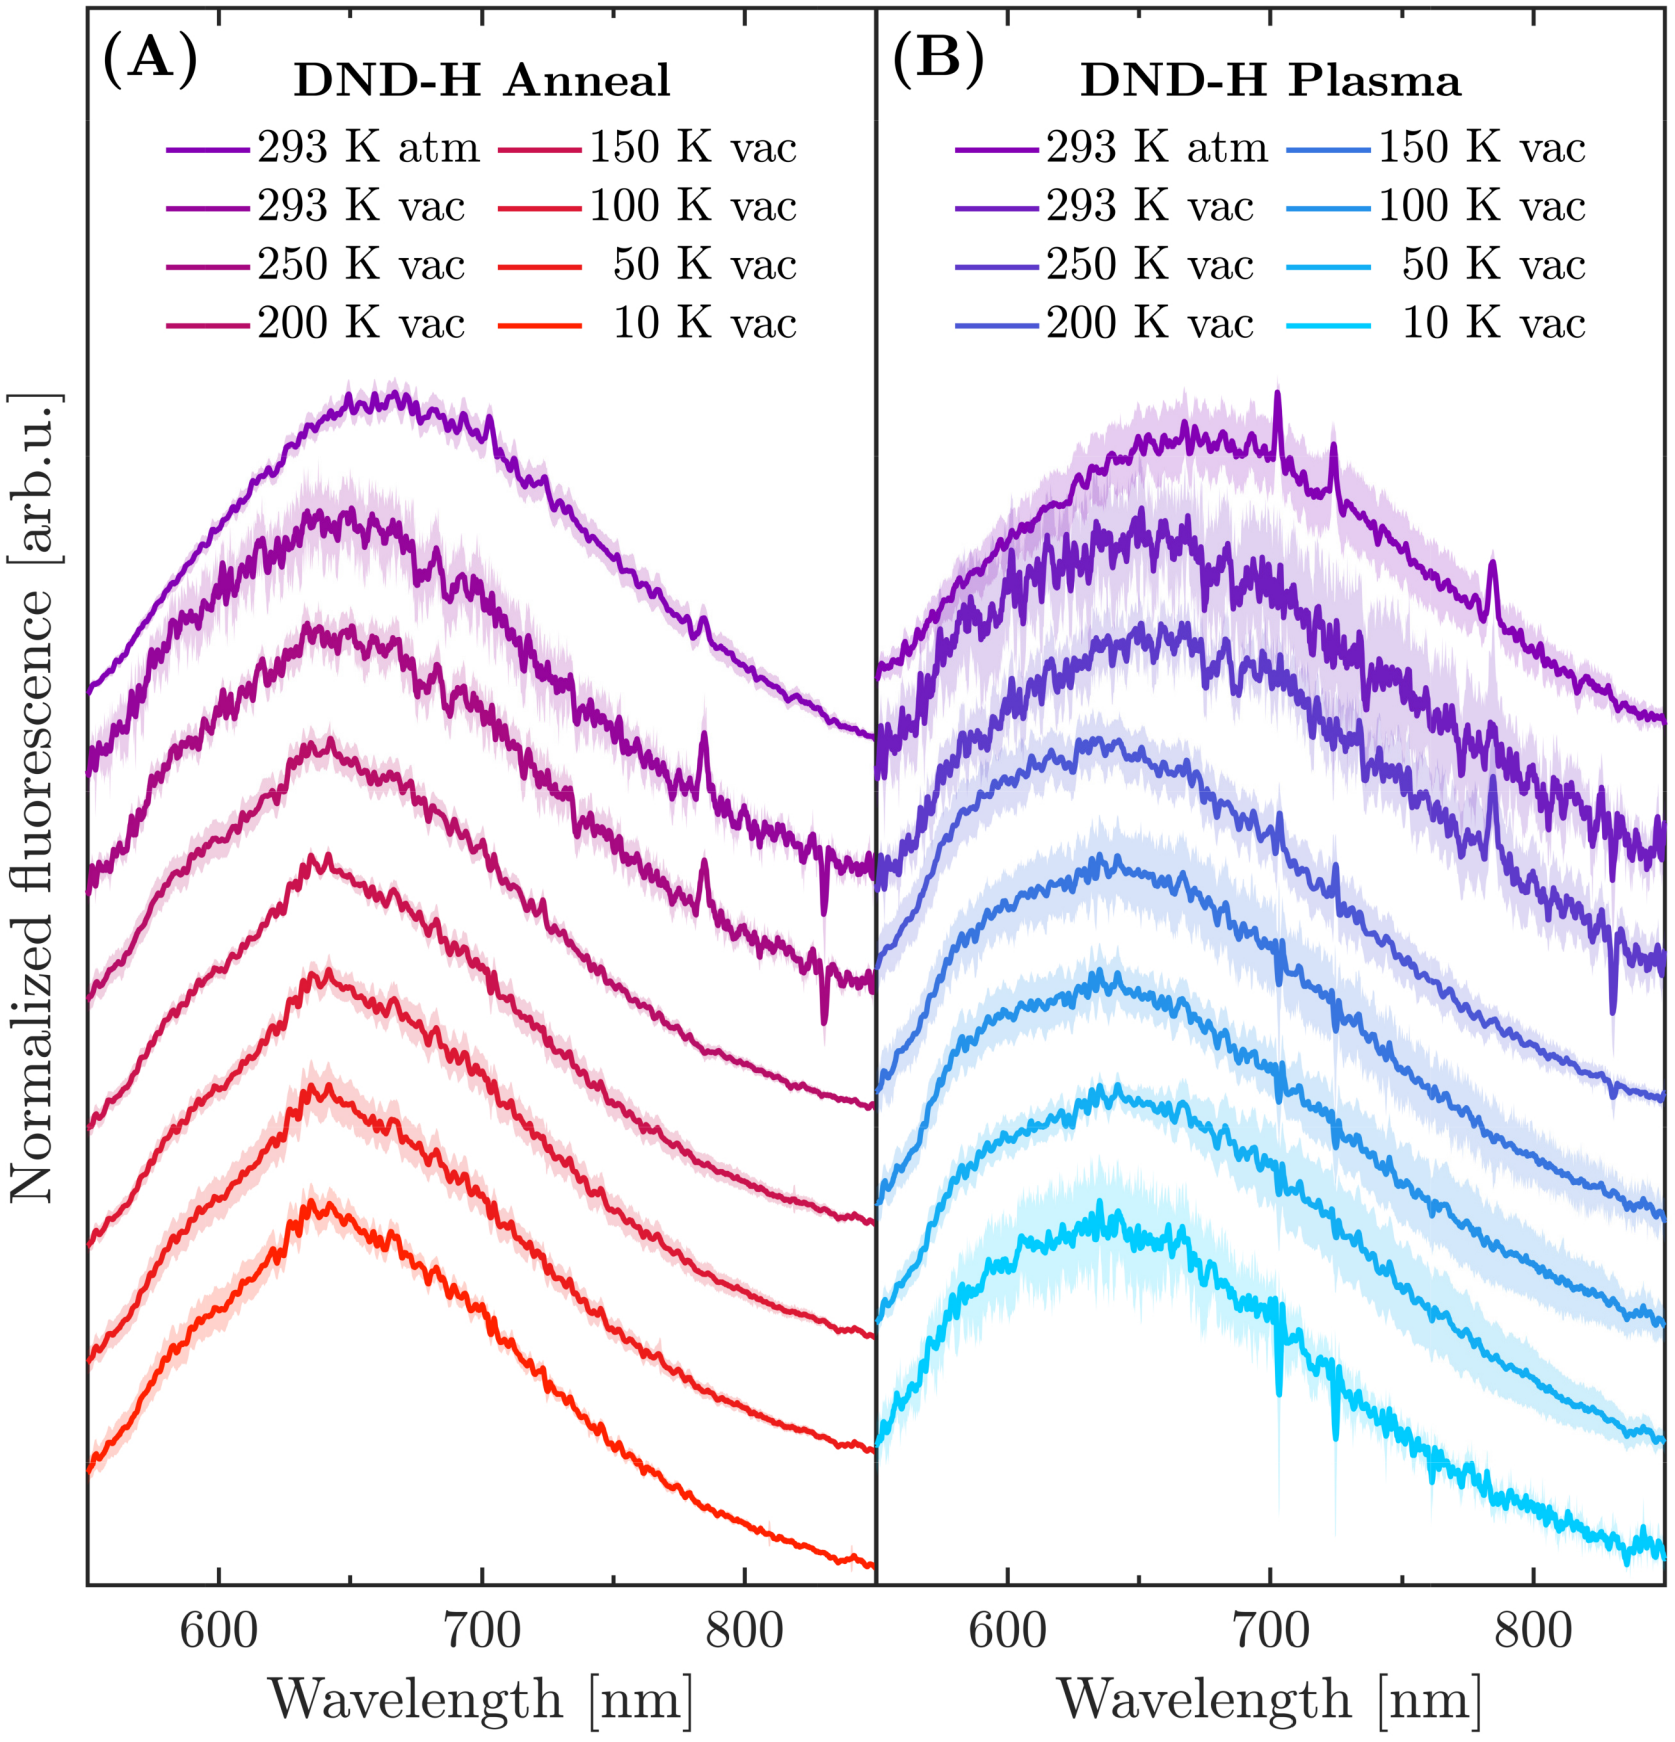 (A)
DND-H Anneal
293 K atm 150 K vac
293 K vac 100 K vac
250 K vac 50 K vac
200 K vac 10 K vac
(B)
DND-H Plasma
293 K atm 150 K vac
293 K vac 100 K vac
250 K vac 50 K vac
200 K vac 10 K vac
Normalized fluorescence [arb.u.]
600 700 800
Wavelength [nm]
600 700 800
Wavelength [nm]